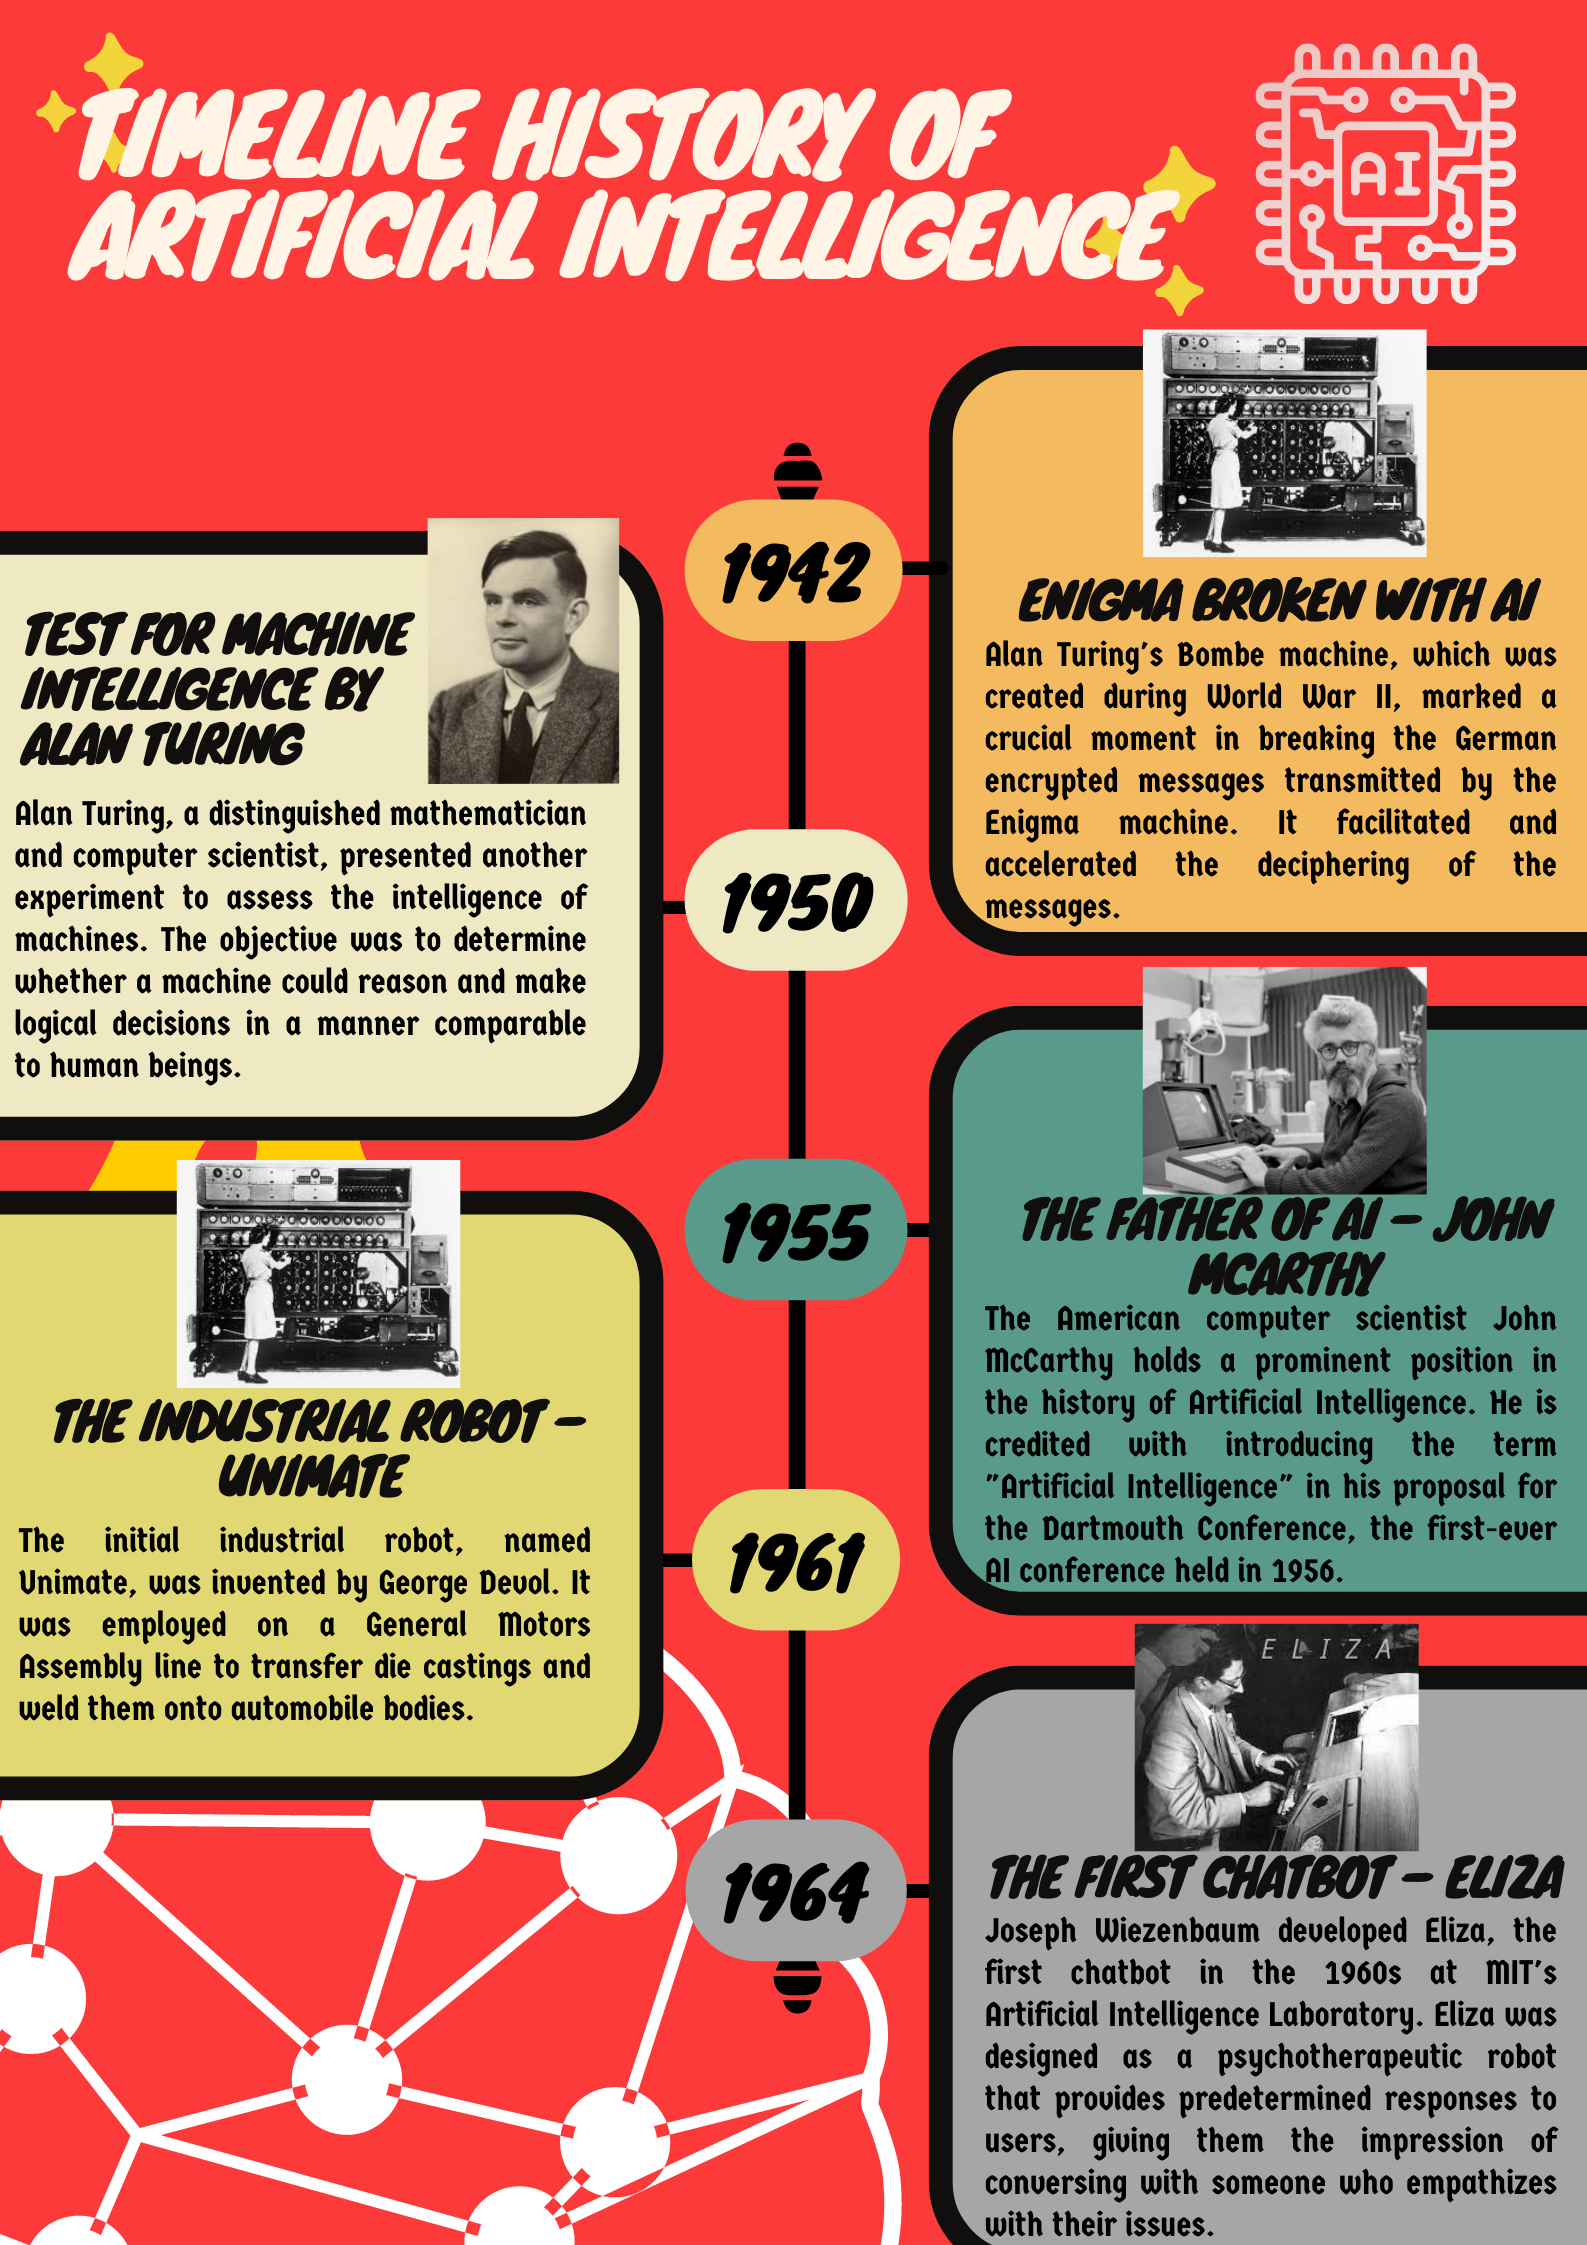 TIMELINE HISTORY OF
ARTIFICIAL INTELLIGENCE
AI
1942
ENIGMA BROKEN WITH AI
Alan Turing's Bombe machine, which was
created during World War II, marked a
crucial moment in breaking the German
encrypted messages transmitted by the
Enigma machine. It facilitated and
accelerated the deciphering of the
messages.
TEST FOR MACHINE
INTELLIGENCE BY
ALAN TURING
Alan Turing, a distinguished mathematician
and computer scientist, presented another
experiment to assess the intelligence of
machines. The objective was to determine
whether a machine could reason and make
logical decisions in a manner comparable
to human beings.
1950
1955
THE FATHER OF AI – JOHN
MCARTHY
The American computer scientist John
McCarthy holds a prominent position in
the history of Artificial Intelligence. He is
credited with introducing the term
"Artificial Intelligence" in his proposal for
the Dartmouth Conference, the first-ever
AI conference held in 1956.
THE INDUSTRIAL ROBOT –
UNIMATE
The initial industrial robot, named
Unimate, was invented by George Devol. It
was employed on a General Motors
Assembly line to transfer die castings and
weld them onto automobile bodies.
1961
1964
ELIZA
THE FIRST CHATBOT – ELIZA
Joseph Wiezenbaum developed Eliza, the
first chatbot in the 1960s at MIT's
Artificial Intelligence Laboratory. Eliza was
designed as a psychotherapeutic robot
that provides predetermined responses to
users, giving them the impression of
conversing with someone who empathizes
with their issues.